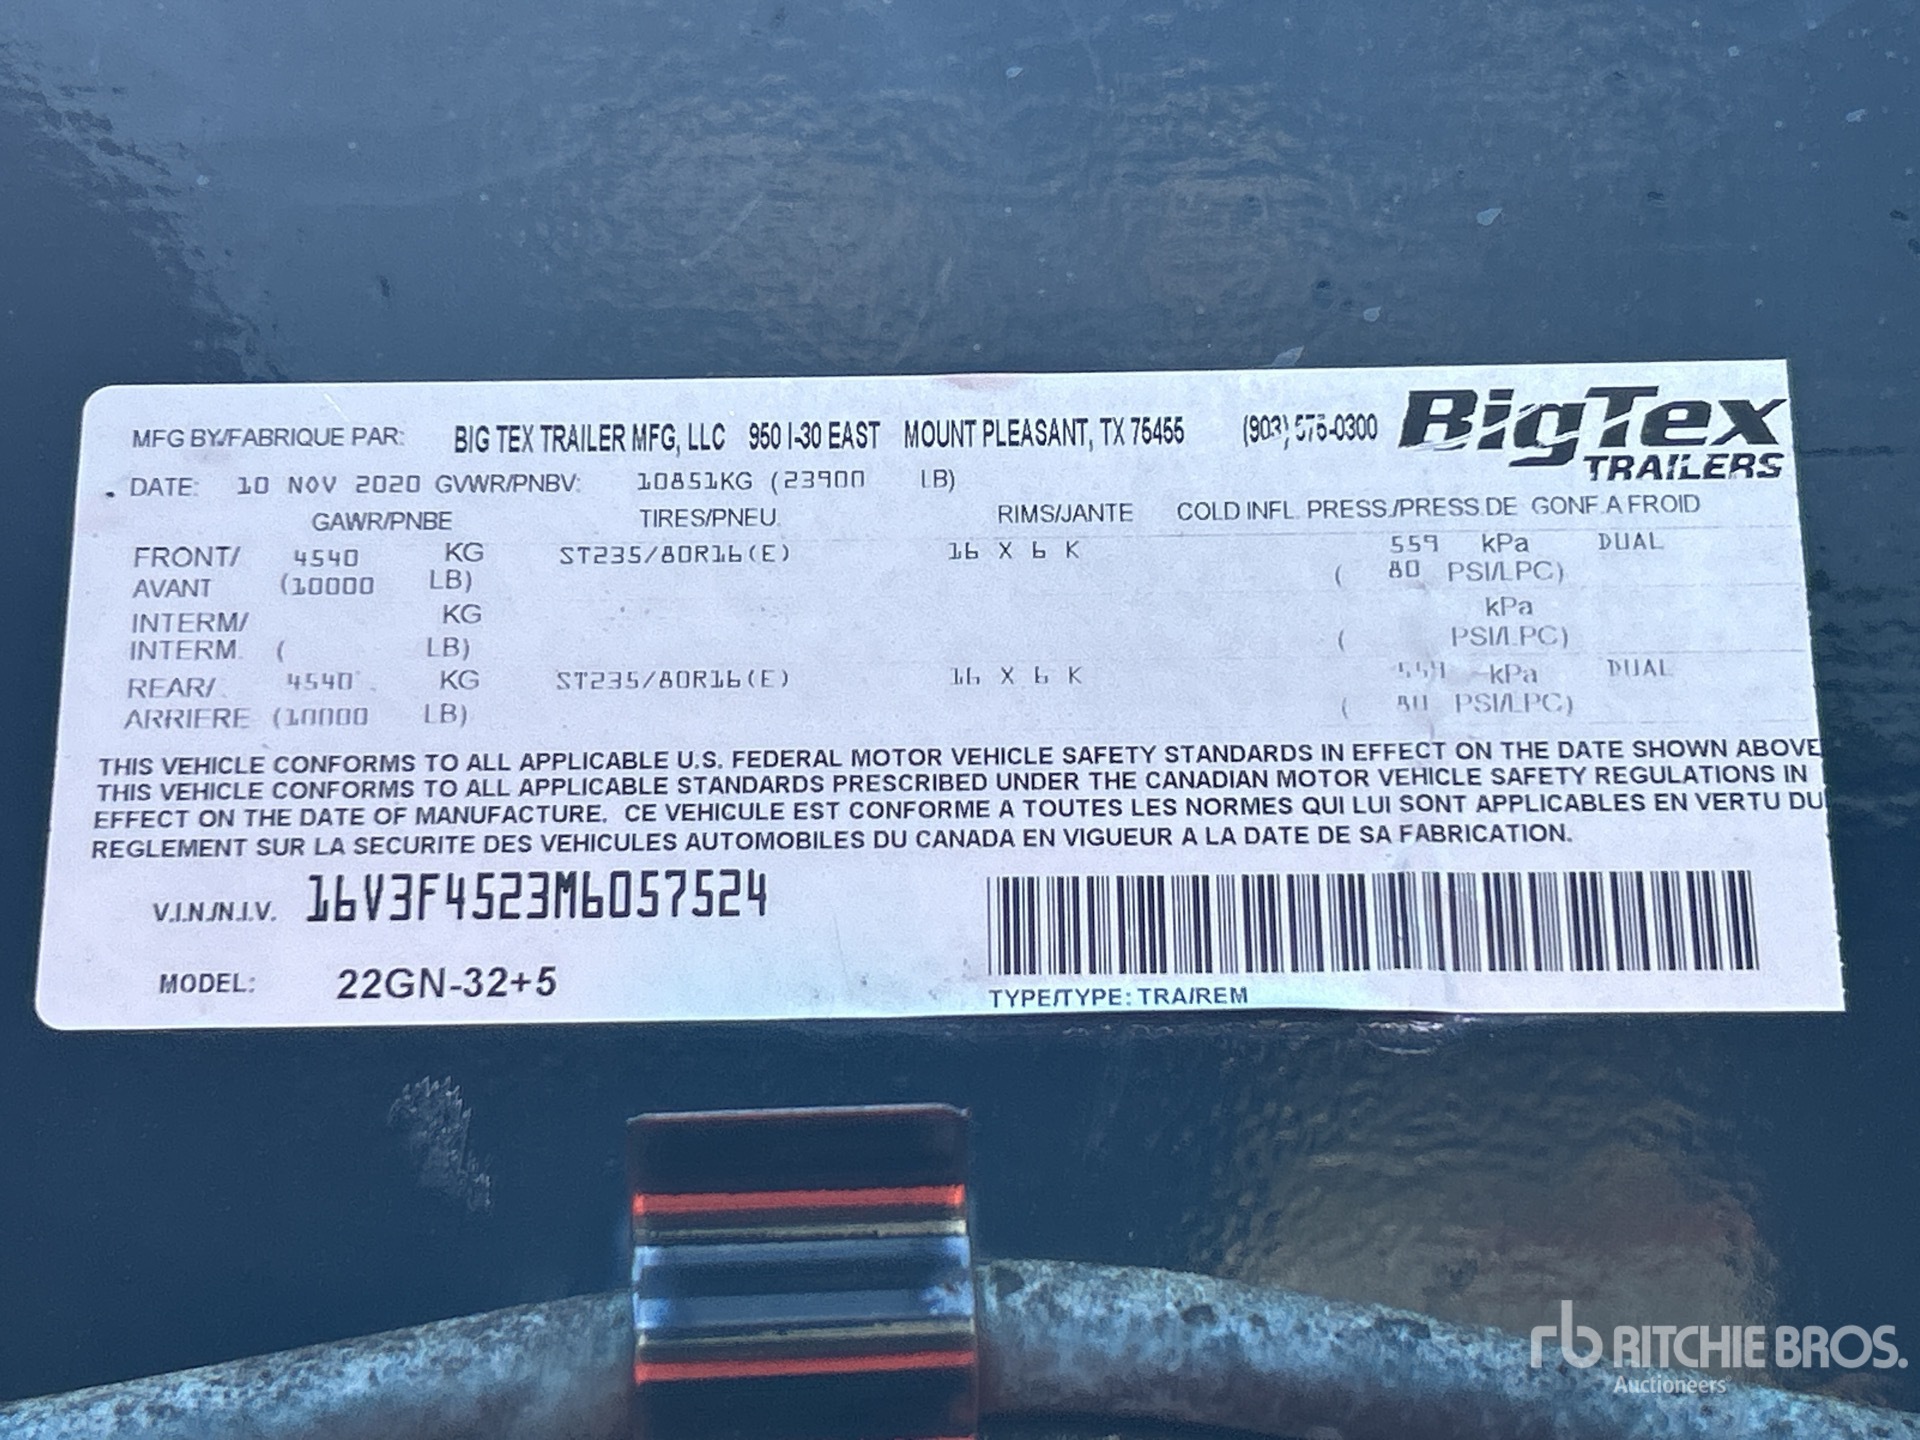 MFG BY/FABRIQUE PAR: BIG TEX TRAILER MFG, LLC 950 I-30 EAST MOUNT PLEASANT, TX 75455 (903) 575-0300 BigTex TRAILERS
DATE: 10 NOV 2020 GVWR/PNBV: 10851KG (23900 LB)
GAWR/PNBE TIRES/PNEU RIMS/JANTE COLD INFL. PRESS./PRESS.DE GONF.A FROID
FRONT/ 4540 KG ST235/80R16(E) 16 X 6 K 559 kPa DUAL
AVANT (10000 LB) ( 80 PSI/LPC)
INTERM/ KG kPa
INTERM. ( LB) ( PSI/LPC)
REAR/ 4540 KG ST235/80R16(E) 16 X 6 K 559 kPa DUAL
ARRIERE (10000 LB) ( 80 PSI/LPC)
THIS VEHICLE CONFORMS TO ALL APPLICABLE U.S. FEDERAL MOTOR VEHICLE SAFETY STANDARDS IN EFFECT ON THE DATE SHOWN ABOVE
THIS VEHICLE CONFORMS TO ALL APPLICABLE STANDARDS PRESCRIBED UNDER THE CANADIAN MOTOR VEHICLE SAFETY REGULATIONS IN
EFFECT ON THE DATE OF MANUFACTURE. CE VEHICULE EST CONFORME A TOUTES LES NORMES QUI LUI SONT APPLICABLES EN VERTU DU
REGLEMENT SUR LA SECURITE DES VEHICULES AUTOMOBILES DU CANADA EN VIGUEUR A LA DATE DE SA FABRICATION.
V.I.N./N.I.V. 16V3F4523M6057524
MODEL: 22GN-32+5
TYPE/TYPE: TRA/REM
rb RITCHIE BROS.
Auctioneers